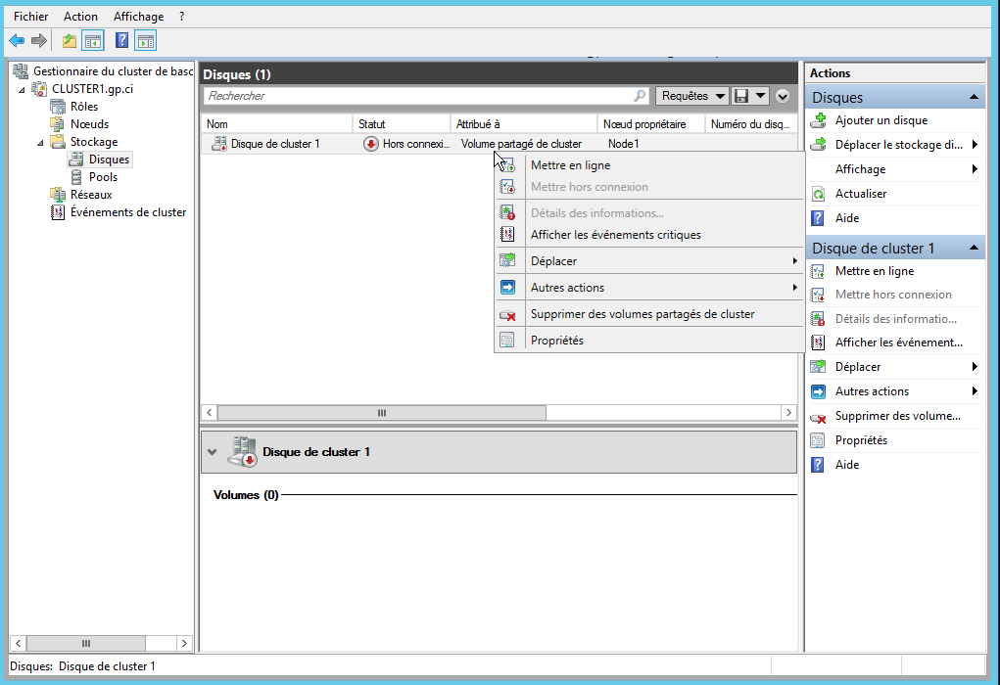 Fichier Action Affichage ?
Gestionnaire du cluster de basc
CLUSTER1.gp.ci
Rôles
Nœuds
Stockage
Disques
Pools
Réseaux
Événements de cluster
Disques (1)
Rechercher
Requêtes
Nom Statut Attribué à Nœud propriétaire Numéro du disq...
Disque de cluster 1 Hors connexi... Volume partagé de cluster Node1
Mettre en ligne
Mettre hors connexion
Détails des informations...
Afficher les événements critiques
Déplacer
Autres actions
Supprimer des volumes partagés de cluster
Propriétés
Disque de cluster 1
Volumes (0)
Actions
Disques
Ajouter un disque
Déplacer le stockage di...
Affichage
Actualiser
Aide
Disque de cluster 1
Mettre en ligne
Mettre hors connexion
Détails des informatio...
Afficher les événement...
Déplacer
Autres actions
Supprimer des volume...
Propriétés
Aide
Disques: Disque de cluster 1